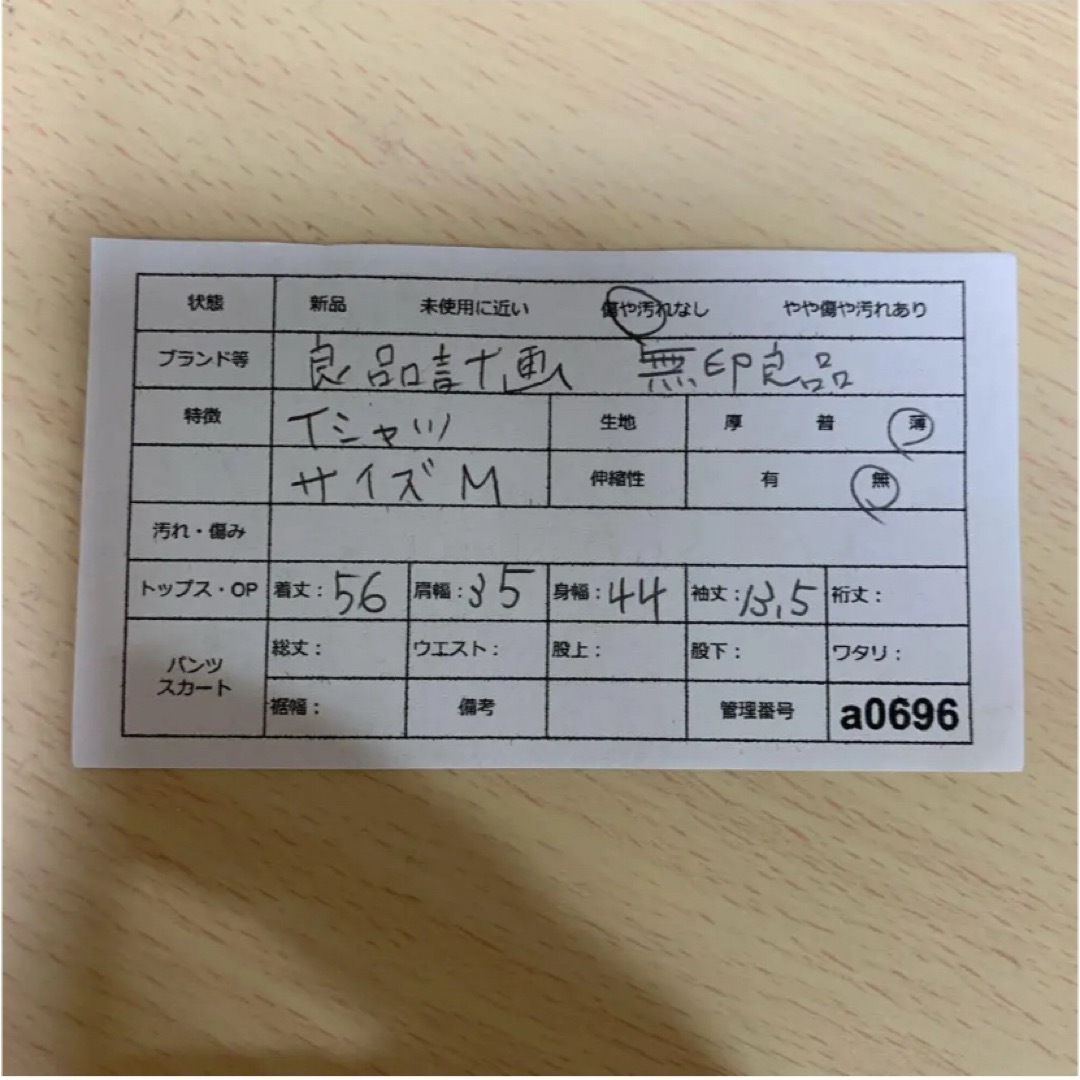 状態 新品 未使用に近い 傷や汚れなし やや傷や汚れあり
ブランド等 良品計画 無印良品
特徴 Tシャツ 生地 厚 普 薄
サイズM 伸縮性 有 無
汚れ・傷み
トップス・OP 着丈：56 肩幅：35 身幅：44 袖丈：13.5 裄丈：
パンツ スカート 総丈： ウエスト： 股上： 股下： ワタリ：
裾幅： 備考 管理番号 a0696